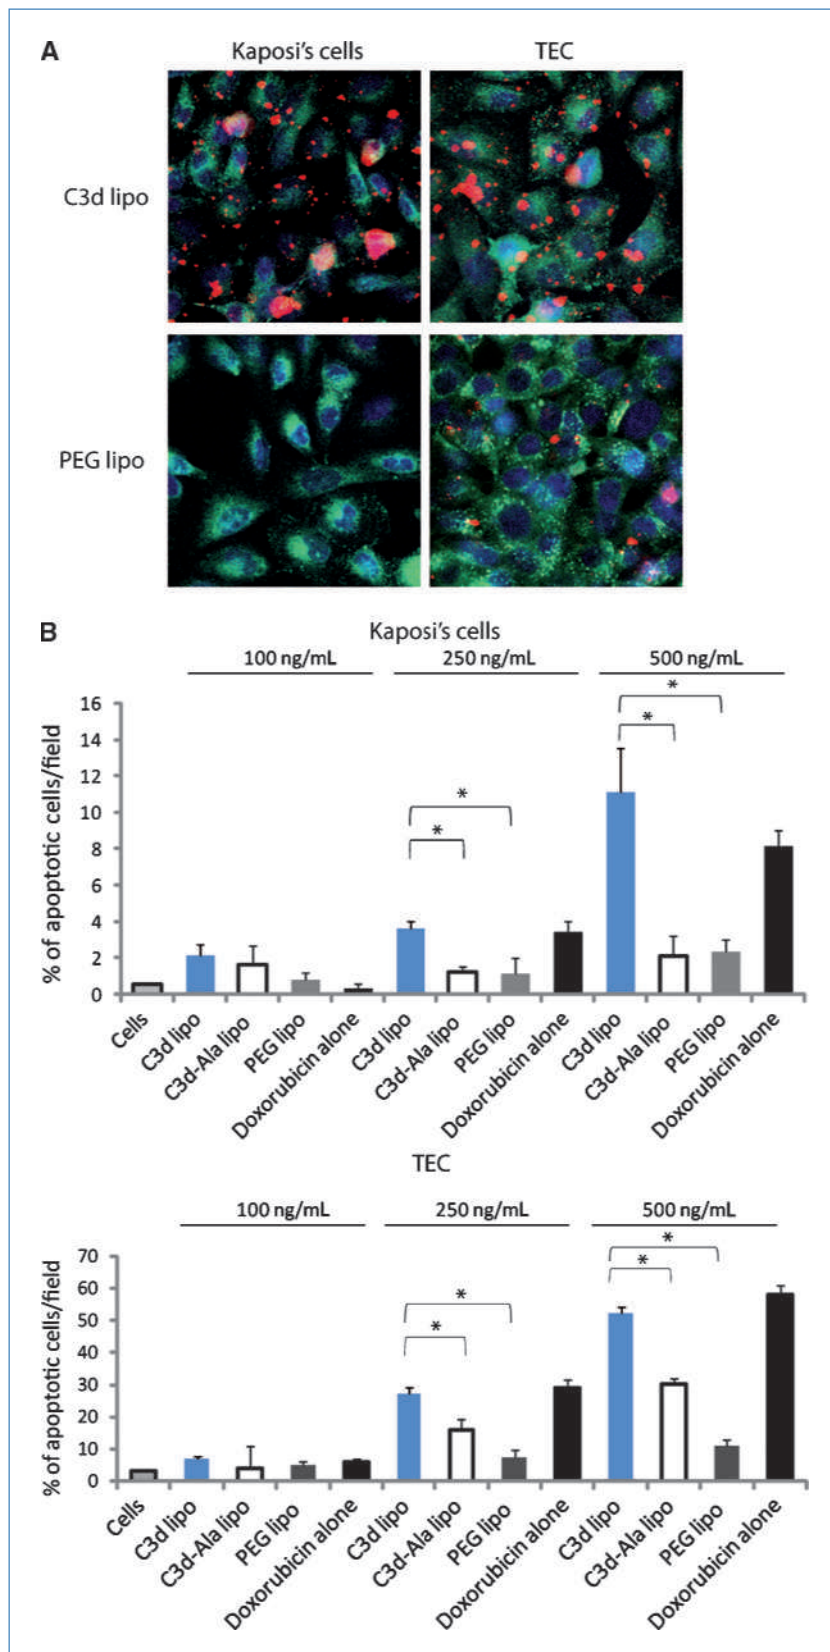 A
Kaposi's cells
TEC
C3d lipo
PEG lipo
B
Kaposi's cells
100 ng/mL
250 ng/mL
500 ng/mL
% of apoptotic cells/field
16
14
12
10
8
6
4
2
0
*
*
*
*
Cells
C3d lipo
C3d-Ala lipo
PEG lipo
Doxorubicin alone
C3d lipo
C3d-Ala lipo
PEG lipo
Doxorubicin alone
C3d lipo
C3d-Ala lipo
PEG lipo
Doxorubicin alone
TEC
100 ng/mL
250 ng/mL
500 ng/mL
% of apoptotic cells/field
70
60
50
40
30
20
10
0
*
*
*
*
Cells
C3d lipo
C3d-Ala lipo
PEG lipo
Doxorubicin alone
C3d lipo
C3d-Ala lipo
PEG lipo
Doxorubicin alone
C3d lipo
C3d-Ala lipo
PEG lipo
Doxorubicin alone